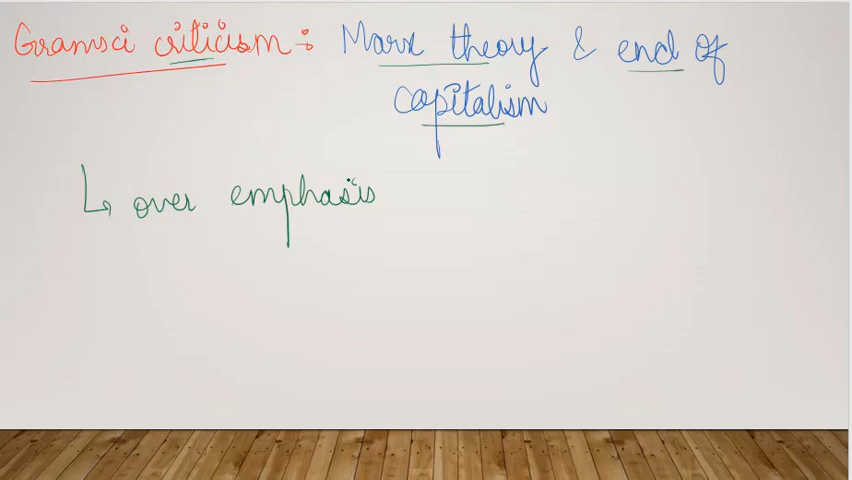 Gramsci criticism:- Marx theory & end of
capitalism
↳ over emphasis